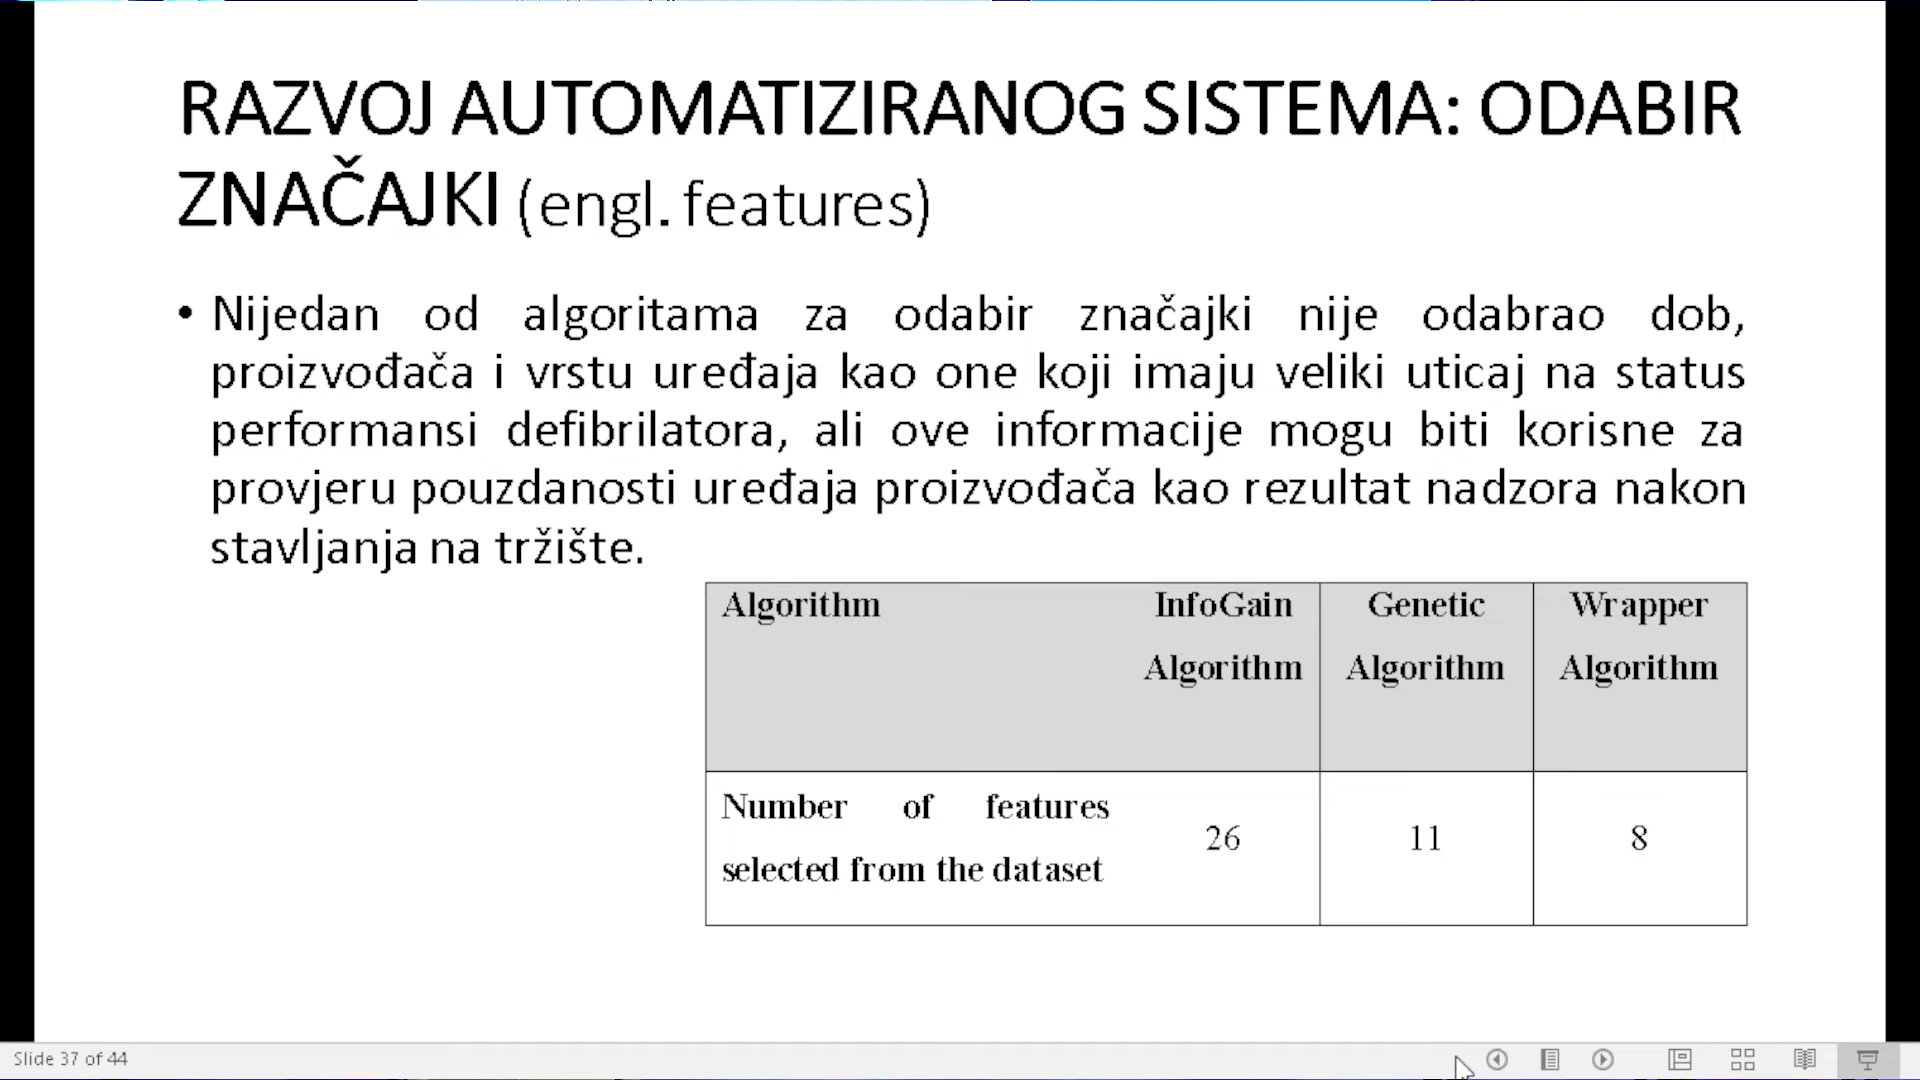 RAZVOJ AUTOMATIZIRANOG SISTEMA: ODABIR
ZNAČAJKI (engl. features)
• Nijedan od algoritama za odabir značajki nije odabrao dob,
proizvođača i vrstu uređaja kao one koji imaju veliki uticaj na status
performansi defibrilatora, ali ove informacije mogu biti korisne za
provjeru pouzdanosti uređaja proizvođača kao rezultat nadzora nakon
stavljanja na tržište.
Algorithm InfoGain Genetic Wrapper
Algorithm Algorithm Algorithm
Number of features
26 11 8
selected from the dataset
Slide 37 of 44